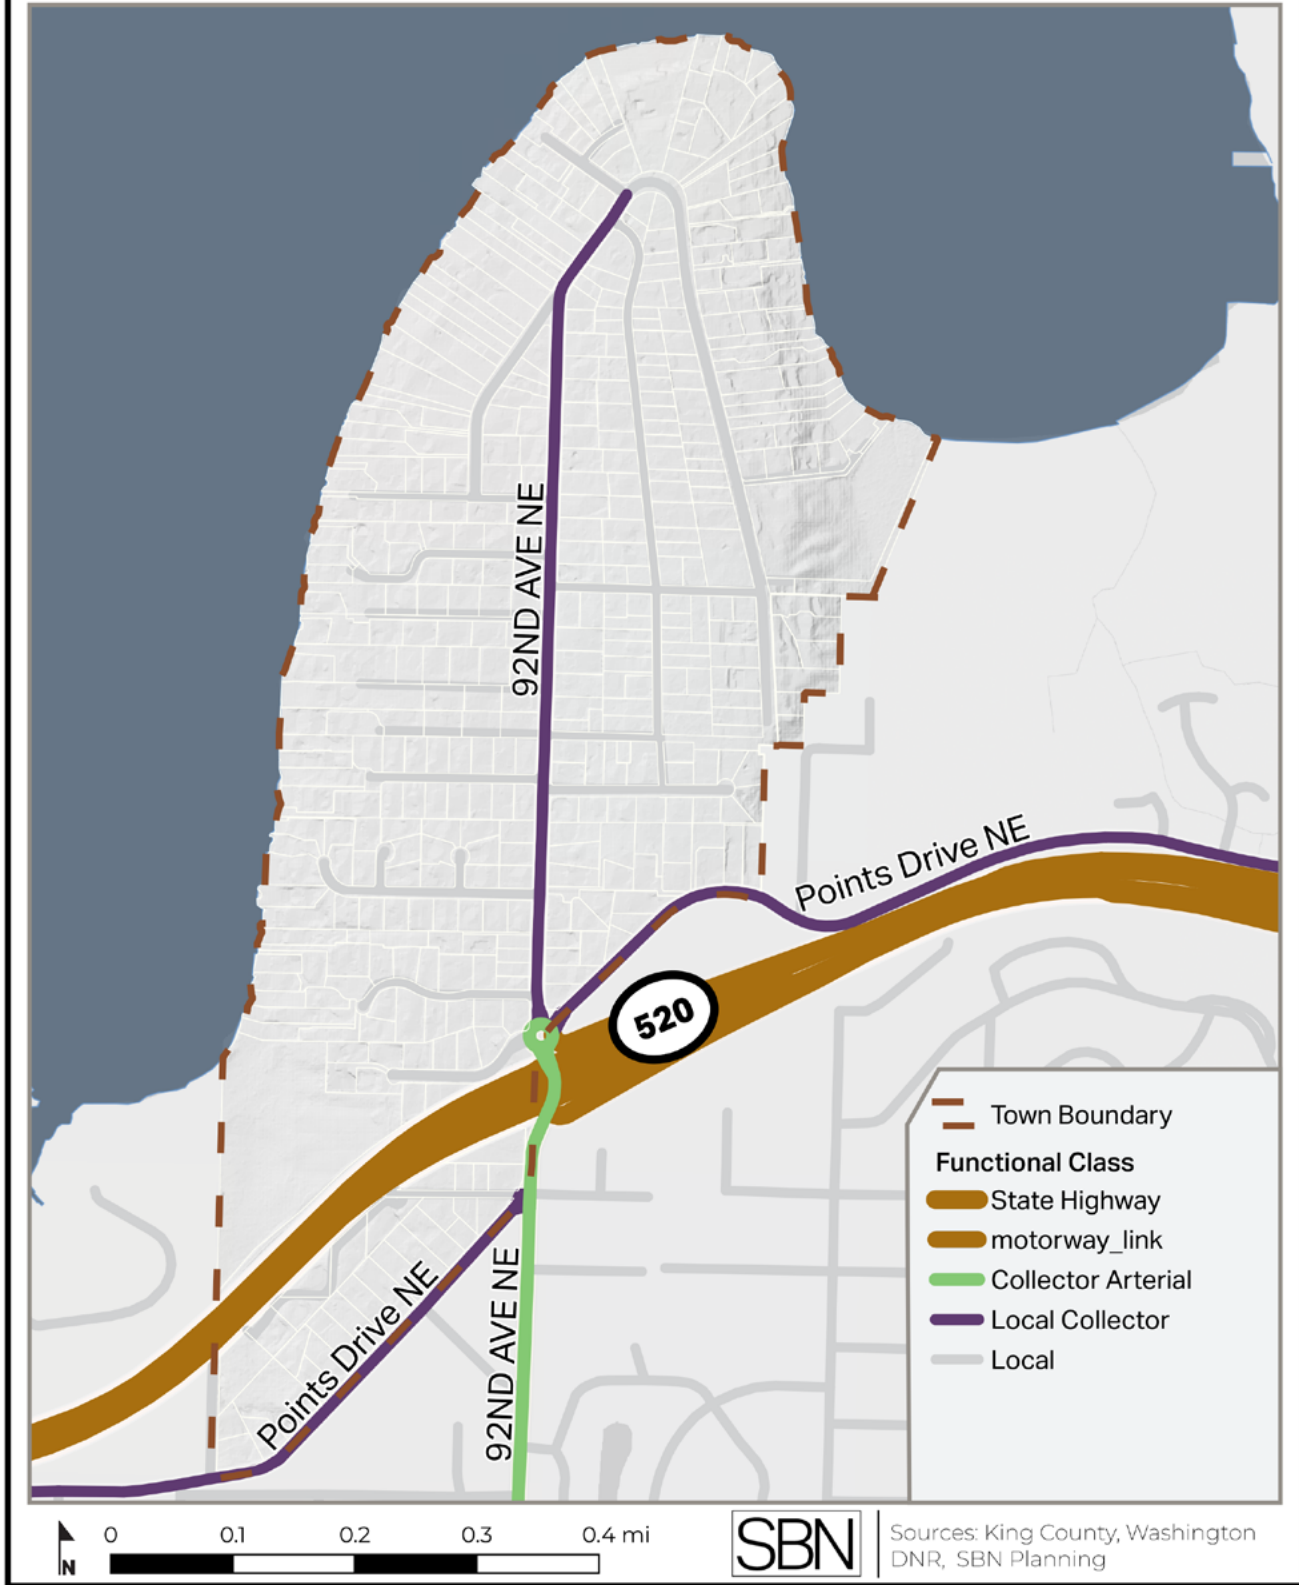 92ND AVE NE
Points Drive NE
520
Points Drive NE
92ND AVE NE
Town Boundary
Functional Class
State Highway
motorway_link
Collector Arterial
Local Collector
Local
N
0 0.1 0.2 0.3 0.4 mi
SBN
Sources: King County, Washington
DNR, SBN Planning